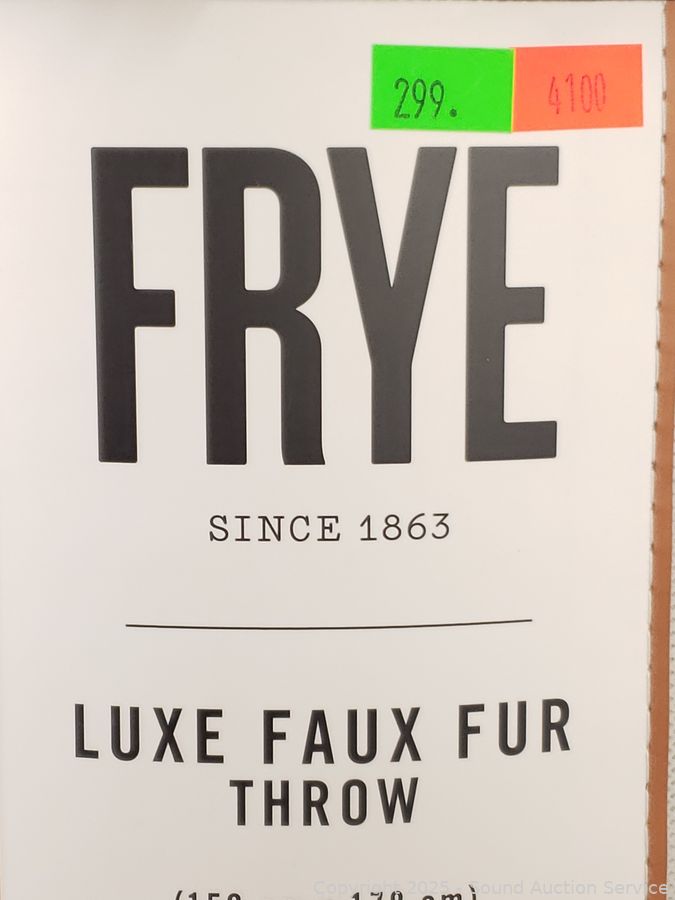 299. 4100
FRYE
SINCE 1863
LUXE FAUX FUR
THROW
Copyright 2025 - Sound Auction Service